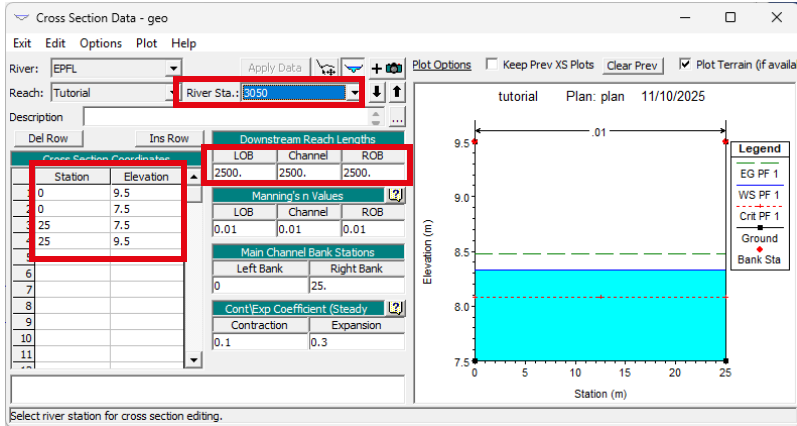 Cross Section Data - geo
Exit Edit Options Plot Help
River: EPFL Apply Data
Reach: Tutorial River Sta.: 3050
Description ...
Del Row Ins Row
Cross Section Coordinates
Station Elevation
1 0 9.5
2 0 7.5
3 25 7.5
4 25 9.5
5
6
7
8
9
10
11
Downstream Reach Lengths
LOB Channel ROB
2500. 2500. 2500.
Manning's n Values ?
LOB Channel ROB
0.01 0.01 0.01
Main Channel Bank Stations
Left Bank Right Bank
0 25.
Cont\Exp Coefficient (Steady ?
Contraction Expansion
0.1 0.3
Select river station for cross section editing.
Plot Options Keep Prev XS Plots Clear Prev Plot Terrain (if availa
tutorial Plan: plan 11/10/2025
.01
Elevation (m)
9.5
9.0
8.5
8.0
7.5
0 5 10 15 20 25
Station (m)
Legend
EG PF 1
WS PF 1
Crit PF 1
Ground
Bank Sta